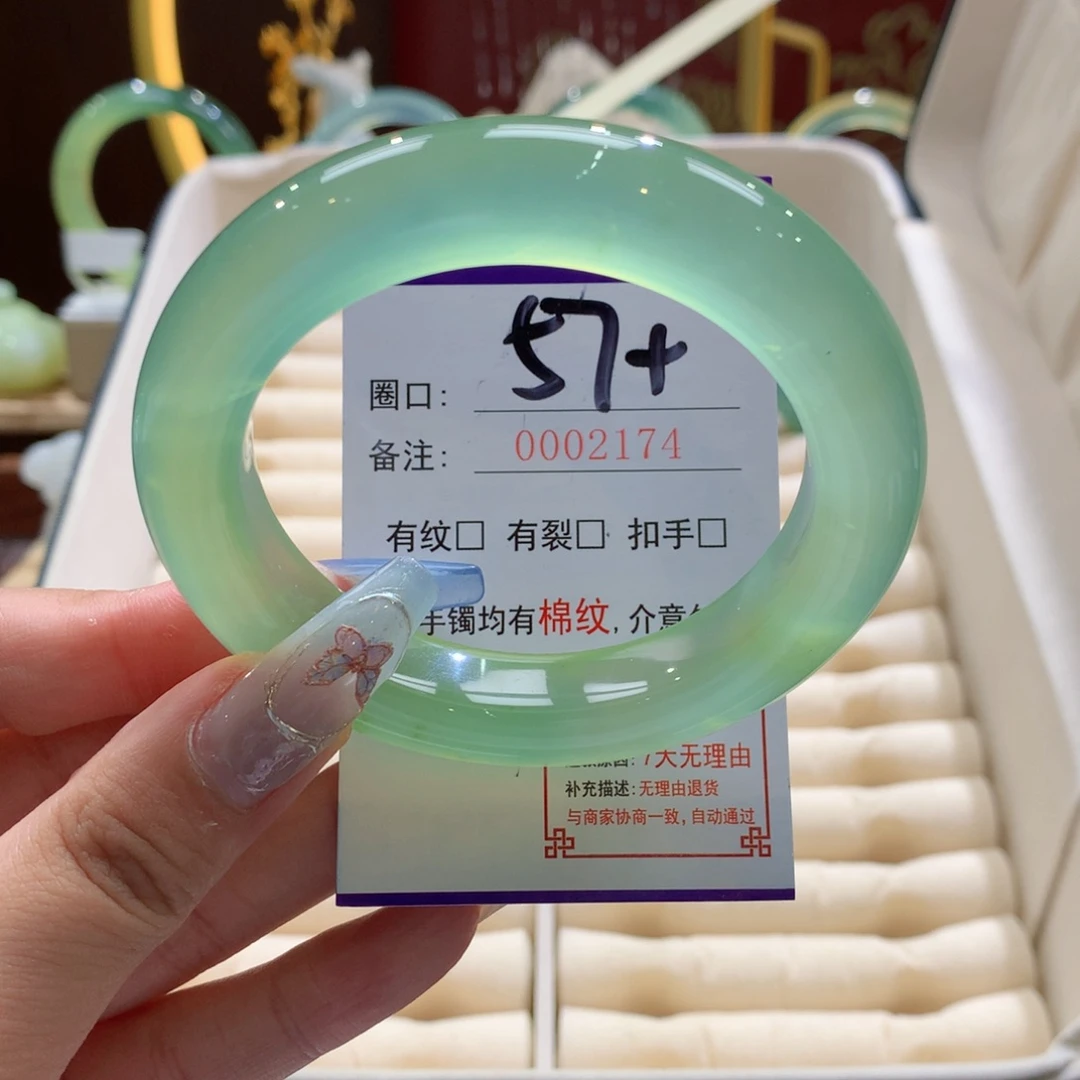 57+
圈口:
备注: 0002174
有纹□ 有裂□ 扣手□
手镯均有棉纹, 介意
7天无理由
补充描述: 无理由退货
与商家协商一致, 自动通过